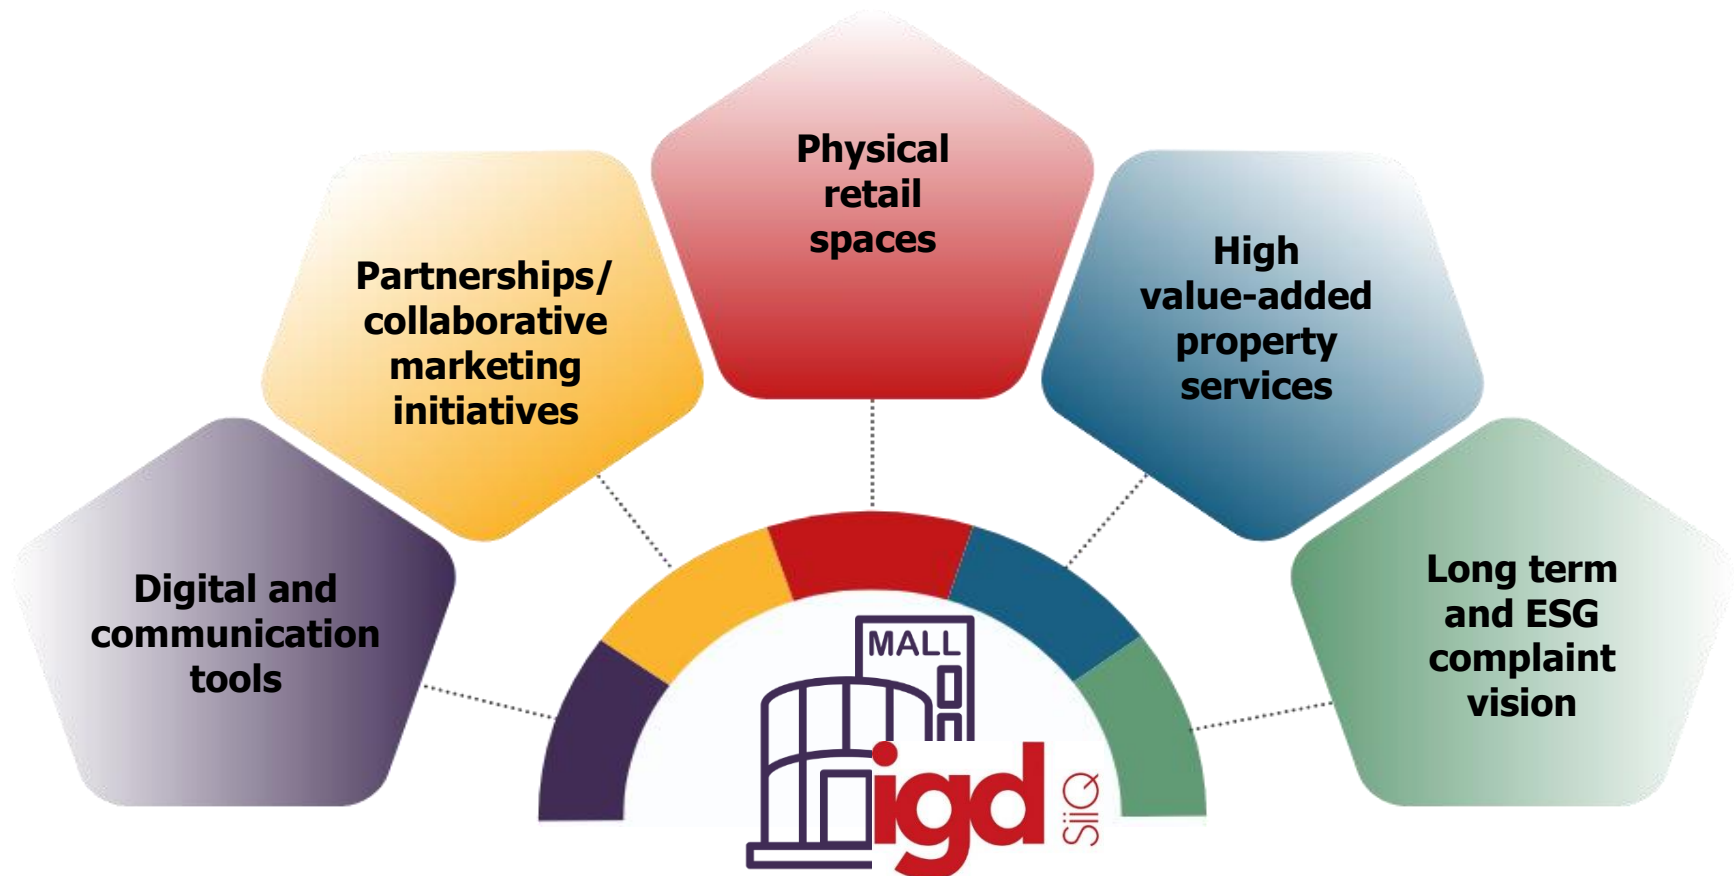 Physical
retail
spaces
Partnerships/
collaborative
marketing
initiatives
High
value-added
property
services
Digital and
communication
tools
Long term
and ESG
complaint
vision
MALL
igd
SiiQ